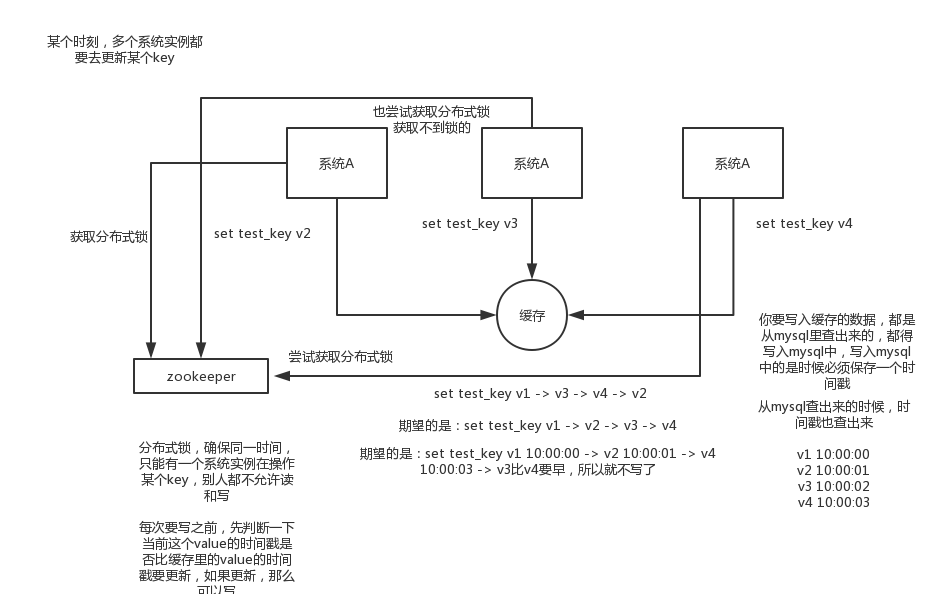 某个时刻，多个系统实例都
要去更新某个key
也尝试获取分布式锁
获取不到锁的
系统A
系统A
系统A
获取分布式锁
set test_key v2
set test_key v3
set test_key v4
缓存
尝试获取分布式锁
zookeeper
set test_key v1 -> v3 -> v4 -> v2
期望的是：set test_key v1 -> v2 -> v3 -> v4
期望的是：set test_key v1 10:00:00 -> v2 10:00:01 -> v4
10:00:03 -> v3比v4要早，所以就不写了
你要写入缓存的数据，都是
从mysql里查出来的，都得
写入mysql中，写入mysql
中的是时候必须保存一个时
间戳
从mysql查出来的时候，时
间戳也查出来
v1 10:00:00
v2 10:00:01
v3 10:00:02
v4 10:00:03
分布式锁，确保同一时间，
只能有一个系统实例在操作
某个key，别人都不允许读
和写
每次要写之前，先判断一下
当前这个value的时间戳是
否比缓存里的value的时间
戳要更新，如果更新，那么
可以写